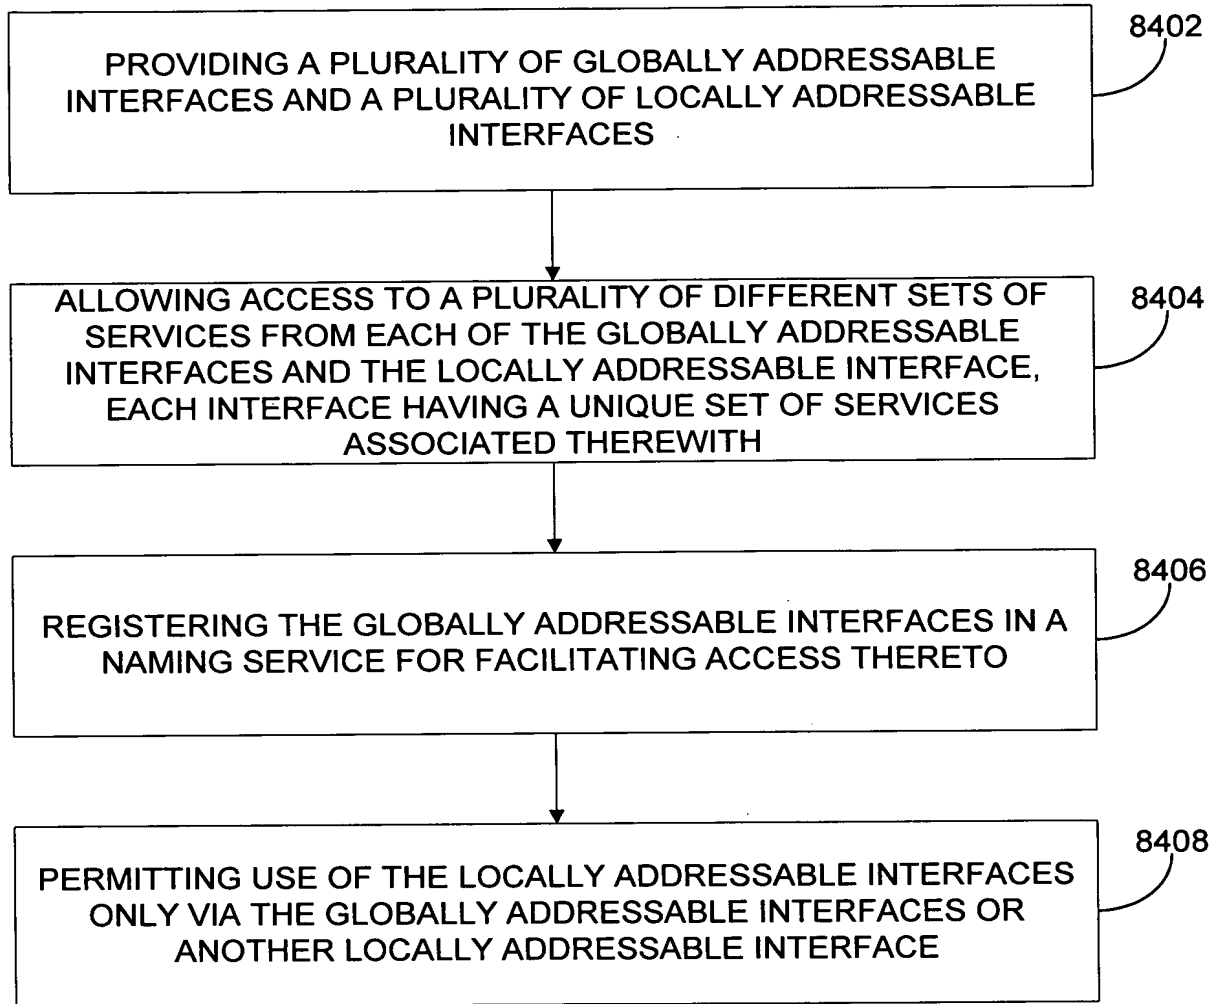 8402
PROVIDING A PLURALITY OF GLOBALLY ADDRESSABLE
INTERFACES AND A PLURALITY OF LOCALLY ADDRESSABLE
INTERFACES
8404
ALLOWING ACCESS TO A PLURALITY OF DIFFERENT SETS OF
SERVICES FROM EACH OF THE GLOBALLY ADDRESSABLE
INTERFACES AND THE LOCALLY ADDRESSABLE INTERFACE,
EACH INTERFACE HAVING A UNIQUE SET OF SERVICES
ASSOCIATED THEREWITH
8406
REGISTERING THE GLOBALLY ADDRESSABLE INTERFACES IN A
NAMING SERVICE FOR FACILITATING ACCESS THERETO
8408
PERMITTING USE OF THE LOCALLY ADDRESSABLE INTERFACES
ONLY VIA THE GLOBALLY ADDRESSABLE INTERFACES OR
ANOTHER LOCALLY ADDRESSABLE INTERFACE